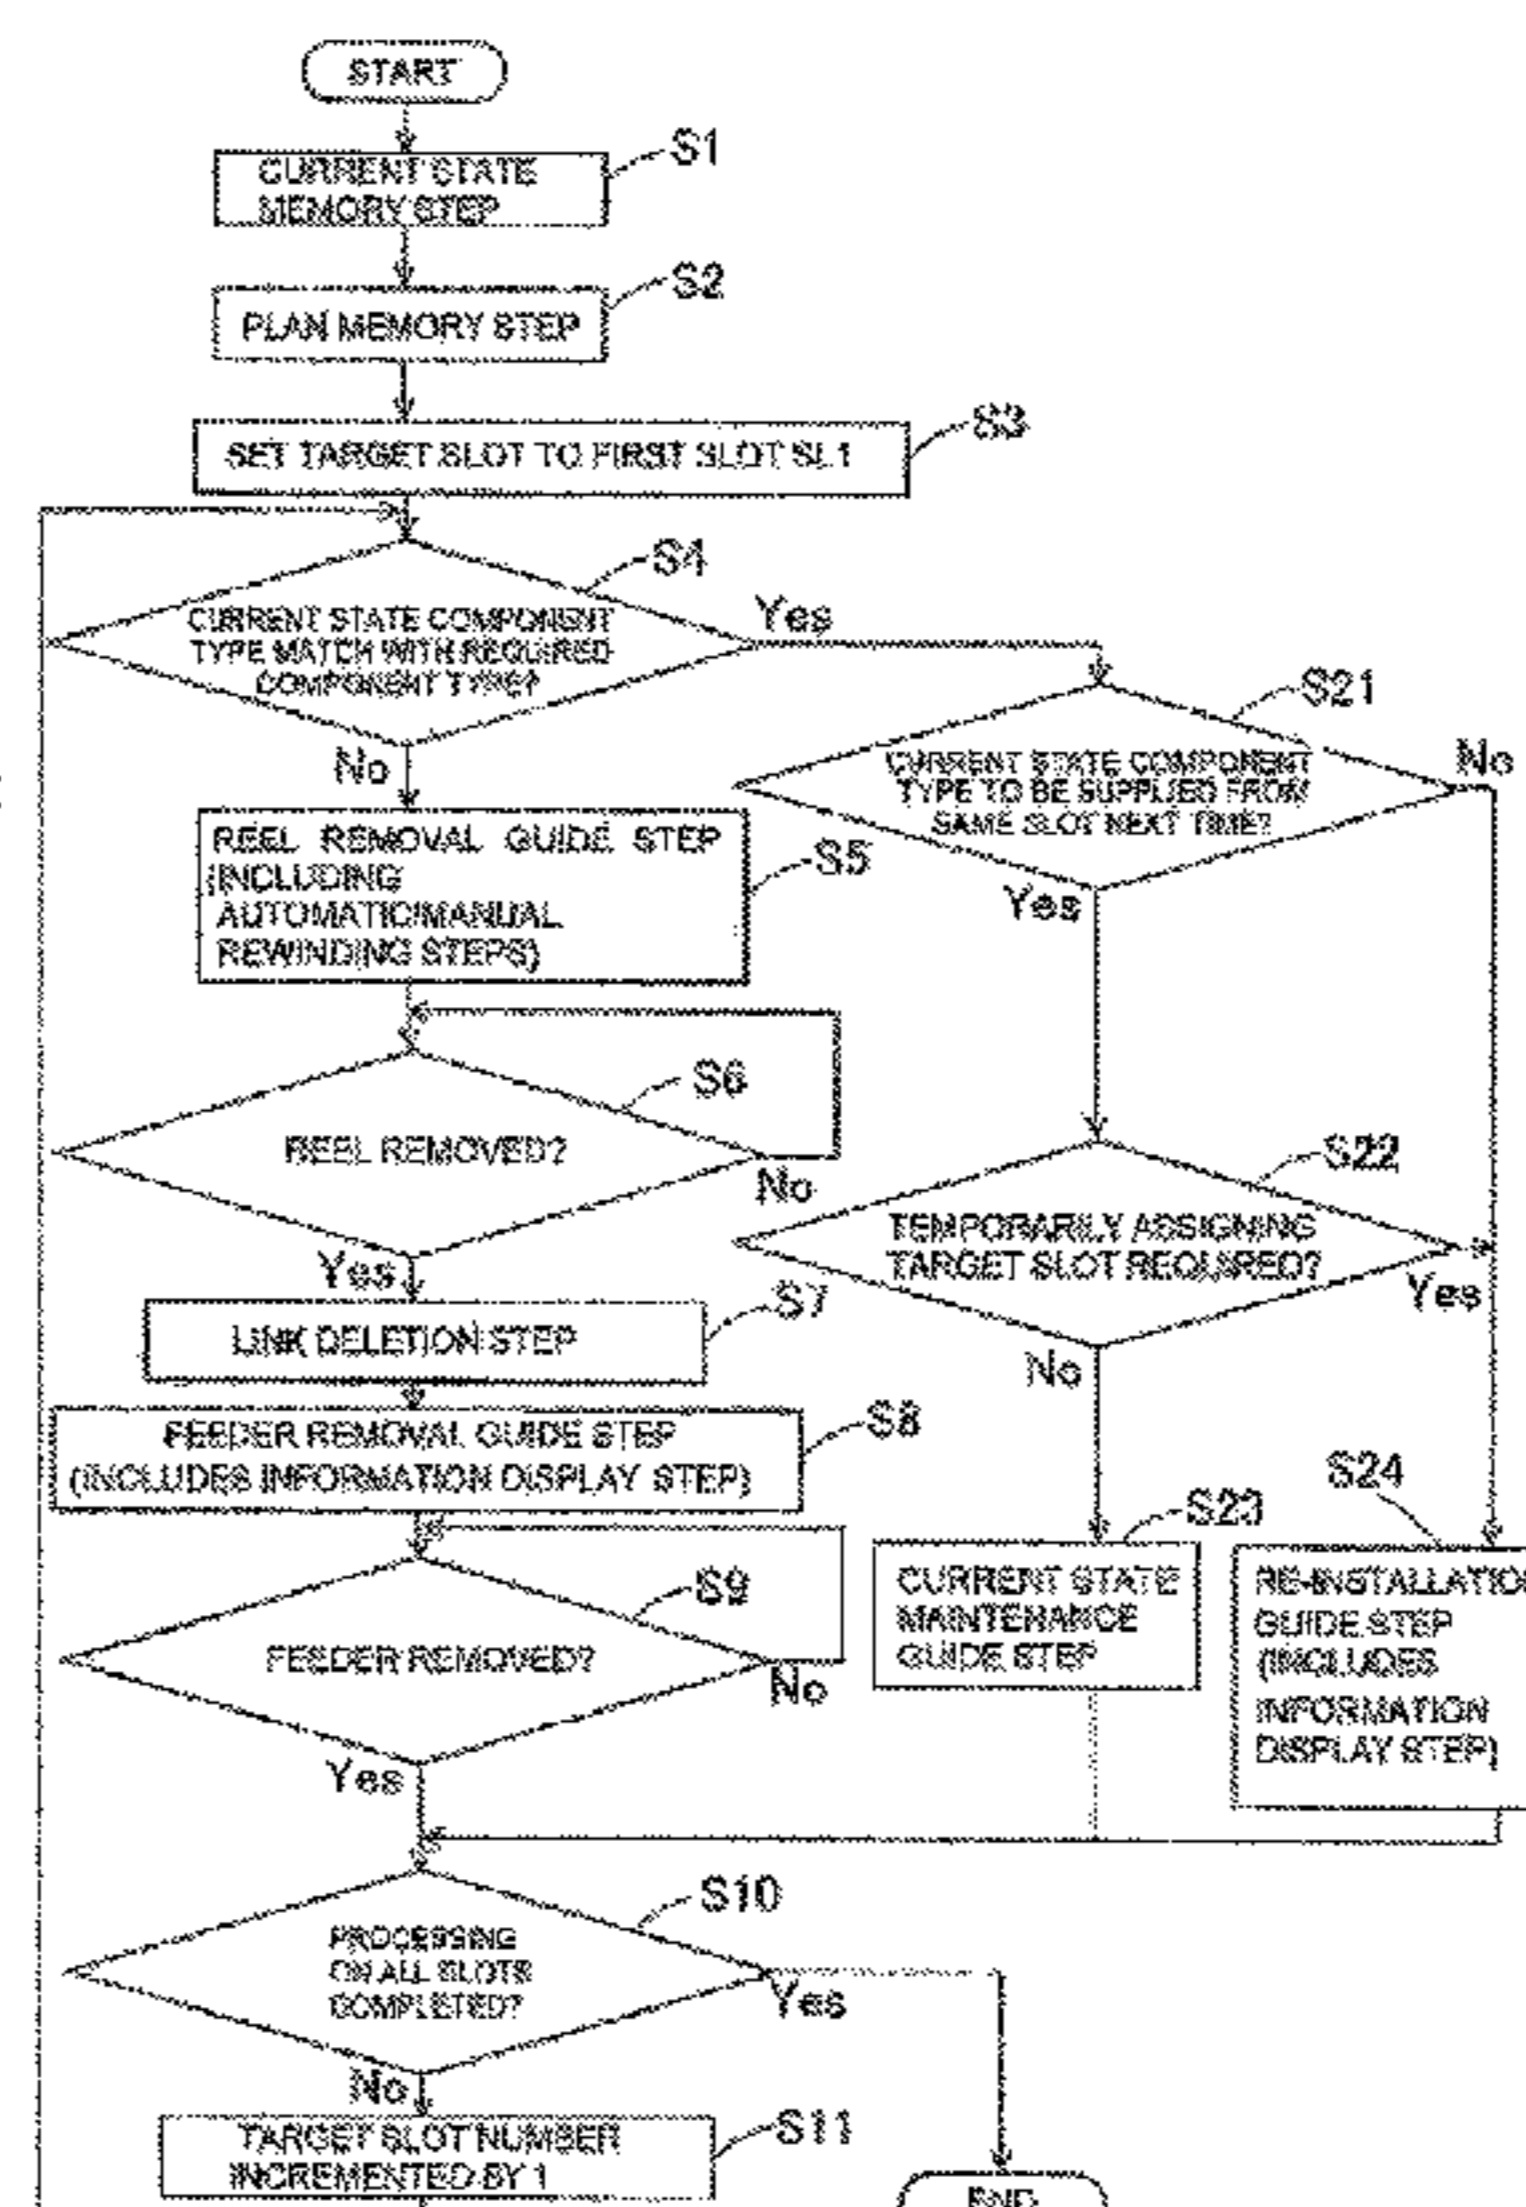 START
S1
CURRENT STATE
MEMORY STEP
S2
PLAN MEMORY STEP
S3
SET TARGET SLOT TO FIRST SLOT SL1
S4
CURRENT STATE COMPONENT
TYPE MATCH WITH REQUIRED
COMPONENT TYPE?
Yes
No
S21
CURRENT STATE COMPONENT
TYPE TO BE SUPPLIED FROM
SAME SLOT NEXT TIME?
No
Yes
REEL REMOVAL GUIDE STEP
(INCLUDING
AUTOMATIC/MANUAL
REWINDING STEPS)
S5
S6
REEL REMOVED?
No
Yes
S22
TEMPORARILY ASSIGNING
TARGET SLOT REQUIRED?
Yes
No
S7
LINK DELETION STEP
S8
FEEDER REMOVAL GUIDE STEP
(INCLUDES INFORMATION DISPLAY STEP)
S9
FEEDER REMOVED?
No
Yes
S23
CURRENT STATE
MAINTENANCE
GUIDE STEP
S24
RE-INSTALLATIO
GUIDE STEP
(INCLUDES
INFORMATION
DISPLAY STEP)
S10
PROCESSING
ON ALL SLOTS
COMPLETED?
Yes
No
S11
TARGET SLOT NUMBER
INCREMENTED BY 1
END